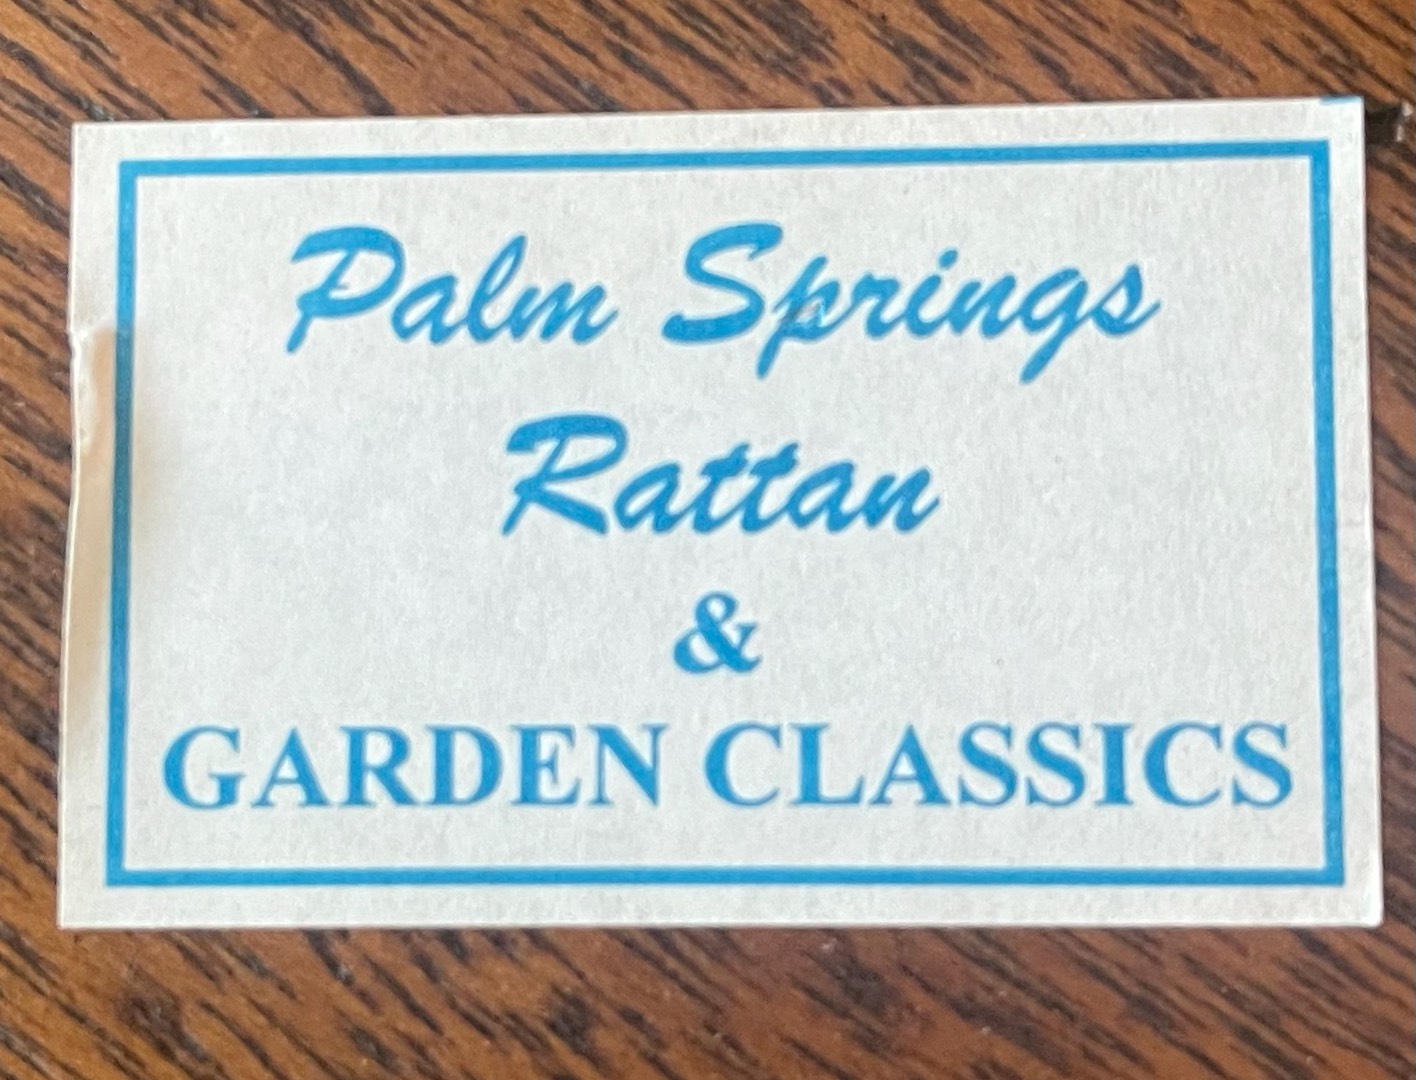 Palm Springs
Rattan
&
GARDEN CLASSICS